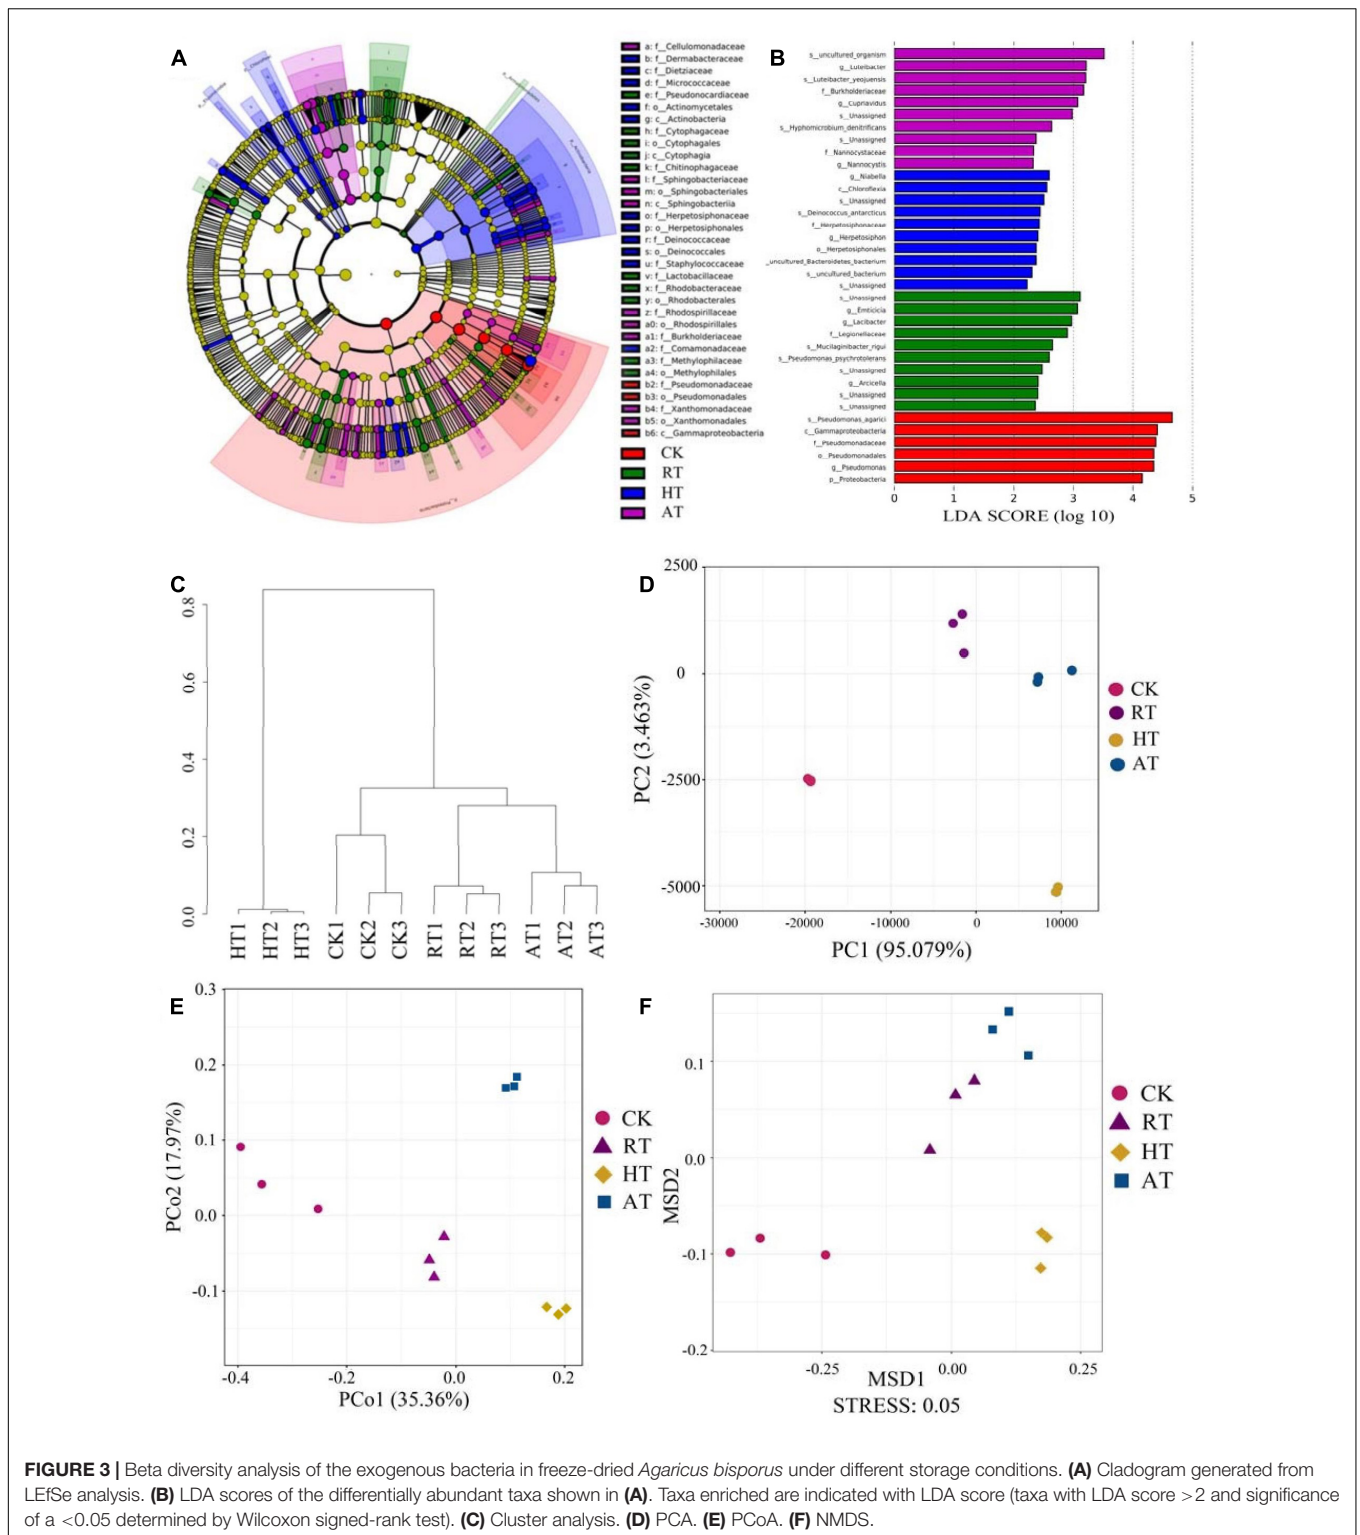 A
a: f__Cellulomonadaceae
b: f__Dermabacteraceae
c: f__Dietziaceae
d: f__Micrococcaceae
e: f__Pseudonocardiaceae
f: o__Actinomycetales
g: c__Actinobacteria
h: f__Cytophagaceae
i: o__Cytophagales
j: c__Cytophagia
k: f__Chitinophagaceae
l: f__Sphingobacteriaceae
m: o__Sphingobacteriales
n: c__Sphingobacteriia
o: f__Herpetosiphonaceae
p: o__Herpetosiphonales
r: f__Deinococcaceae
s: o__Deinococcales
u: f__Staphylococcaceae
v: f__Lactobacillaceae
x: f__Rhodobacteraceae
y: o__Rhodobacterales
z: f__Rhodospirillaceae
a0: o__Rhodospirillales
a1: f__Burkholderiaceae
a2: f__Comamonadaceae
a3: f__Methylophilaceae
a4: o__Methylophilales
b2: f__Pseudomonadaceae
b3: o__Pseudomonadales
b4: f__Xanthomonadaceae
b5: o__Xanthomonadales
b6: c__Gammaproteobacteria
CK
RT
HT
AT
B
s__uncultured_organism
g__Luteibacter
s__Luteibacter_yeojuensis
f__Burkholderiaceae
g__Cupriavidus
s__Unassigned
s__Hyphomicrobium_denitrificans
s__Unassigned
f__Nannocystaceae
g__Nannocystis
g__Niabella
c__Chloroflexia
s__Unassigned
s__Deinococcus_antarcticus
f__Herpetosiphonaceae
g__Herpetosiphon
o__Herpetosiphonales
_uncultured_Bacteroidetes_bacterium
s__uncultured_bacterium
s__Unassigned
s__Unassigned
g__Emticicia
g__Lacibacter
f__Legionellaceae
s__Mucilaginibacter_rigui
s__Pseudomonas_psychrotolerans
s__Unassigned
g__Arcicella
s__Unassigned
s__Unassigned
s__Pseudomonas_agarici
c__Gammaproteobacteria
f__Pseudomonadaceae
o__Pseudomonadales
g__Pseudomonas
p__Proteobacteria
0 1 2 3 4 5
LDA SCORE (log 10)
C
0.8
0.6
0.4
0.2
0.0
HT1 HT2 HT3 CK1 CK2 CK3 RT1 RT2 RT3 AT1 AT2 AT3
D
2500
0
-2500
-5000
PC2 (3.463%)
-30000 -20000 -10000 0 10000
PC1 (95.079%)
CK
RT
HT
AT
E
0.3
0.2
0.1
0.0
-0.1
PCo2 (17.97%)
-0.4 -0.2 0.0 0.2
PCo1 (35.36%)
CK
RT
HT
AT
F
0.1
0.0
-0.1
-0.2
MSD2
-0.25 0.00 0.25
MSD1
STRESS: 0.05
CK
RT
HT
AT
FIGURE 3 | Beta diversity analysis of the exogenous bacteria in freeze-dried Agaricus bisporus under different storage conditions. (A) Cladogram generated from
LEfSe analysis. (B) LDA scores of the differentially abundant taxa shown in (A). Taxa enriched are indicated with LDA score (taxa with LDA score >2 and significance
of a <0.05 determined by Wilcoxon signed-rank test). (C) Cluster analysis. (D) PCA. (E) PCoA. (F) NMDS.